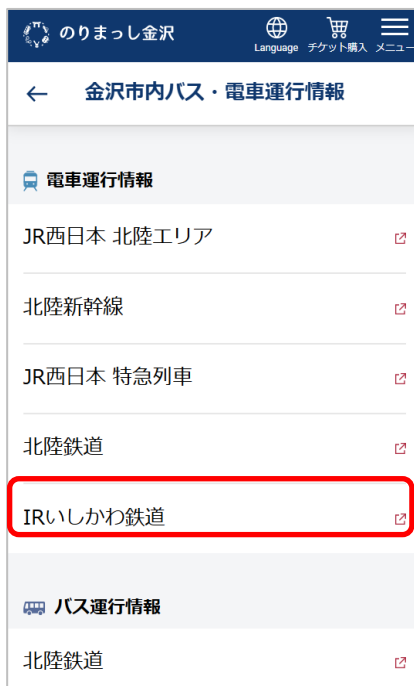 のりまっし金沢
Language チケット購入 メニュー
← 金沢市内バス・電車運行情報
電車運行情報
JR西日本 北陸エリア
北陸新幹線
JR西日本 特急列車
北陸鉄道
IRいしかわ鉄道
バス運行情報
北陸鉄道